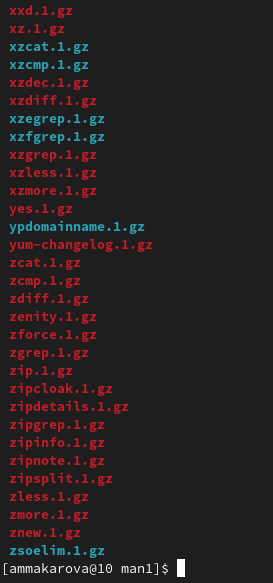 xxd.1.gz
xz.1.gz
xzcat.1.gz
xzcmp.1.gz
xzdec.1.gz
xzdiff.1.gz
xzegrep.1.gz
xzfgrep.1.gz
xzgrep.1.gz
xzless.1.gz
xzmore.1.gz
yes.1.gz
ypdomainname.1.gz
yum-changelog.1.gz
zcat.1.gz
zcmp.1.gz
zdiff.1.gz
zenity.1.gz
zforce.1.gz
zgrep.1.gz
zip.1.gz
zipcloak.1.gz
zipdetails.1.gz
zipgrep.1.gz
zipinfo.1.gz
zipnote.1.gz
zipsplit.1.gz
zless.1.gz
zmore.1.gz
znew.1.gz
zsoelim.1.gz
[ammakarova@10 man1]$